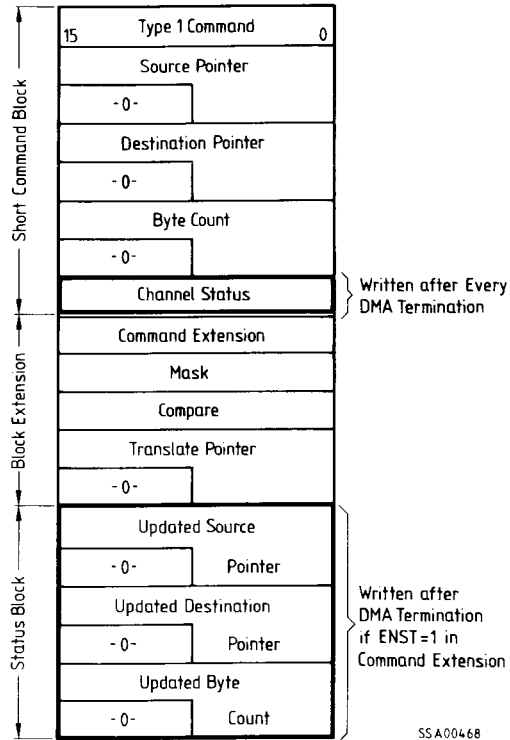 Type 1 Command
15 0
Source Pointer
-0-
Destination Pointer
-0-
Byte Count
-0-
Channel Status
Short Command Block
Written after Every
DMA Termination
Command Extension
Mask
Compare
Translate Pointer
-0-
Block Extension
Updated Source
-0- Pointer
Updated Destination
-0- Pointer
Updated Byte
-0- Count
Status Block
Written after
DMA Termination
if ENST=1 in
Command Extension
SSA00468